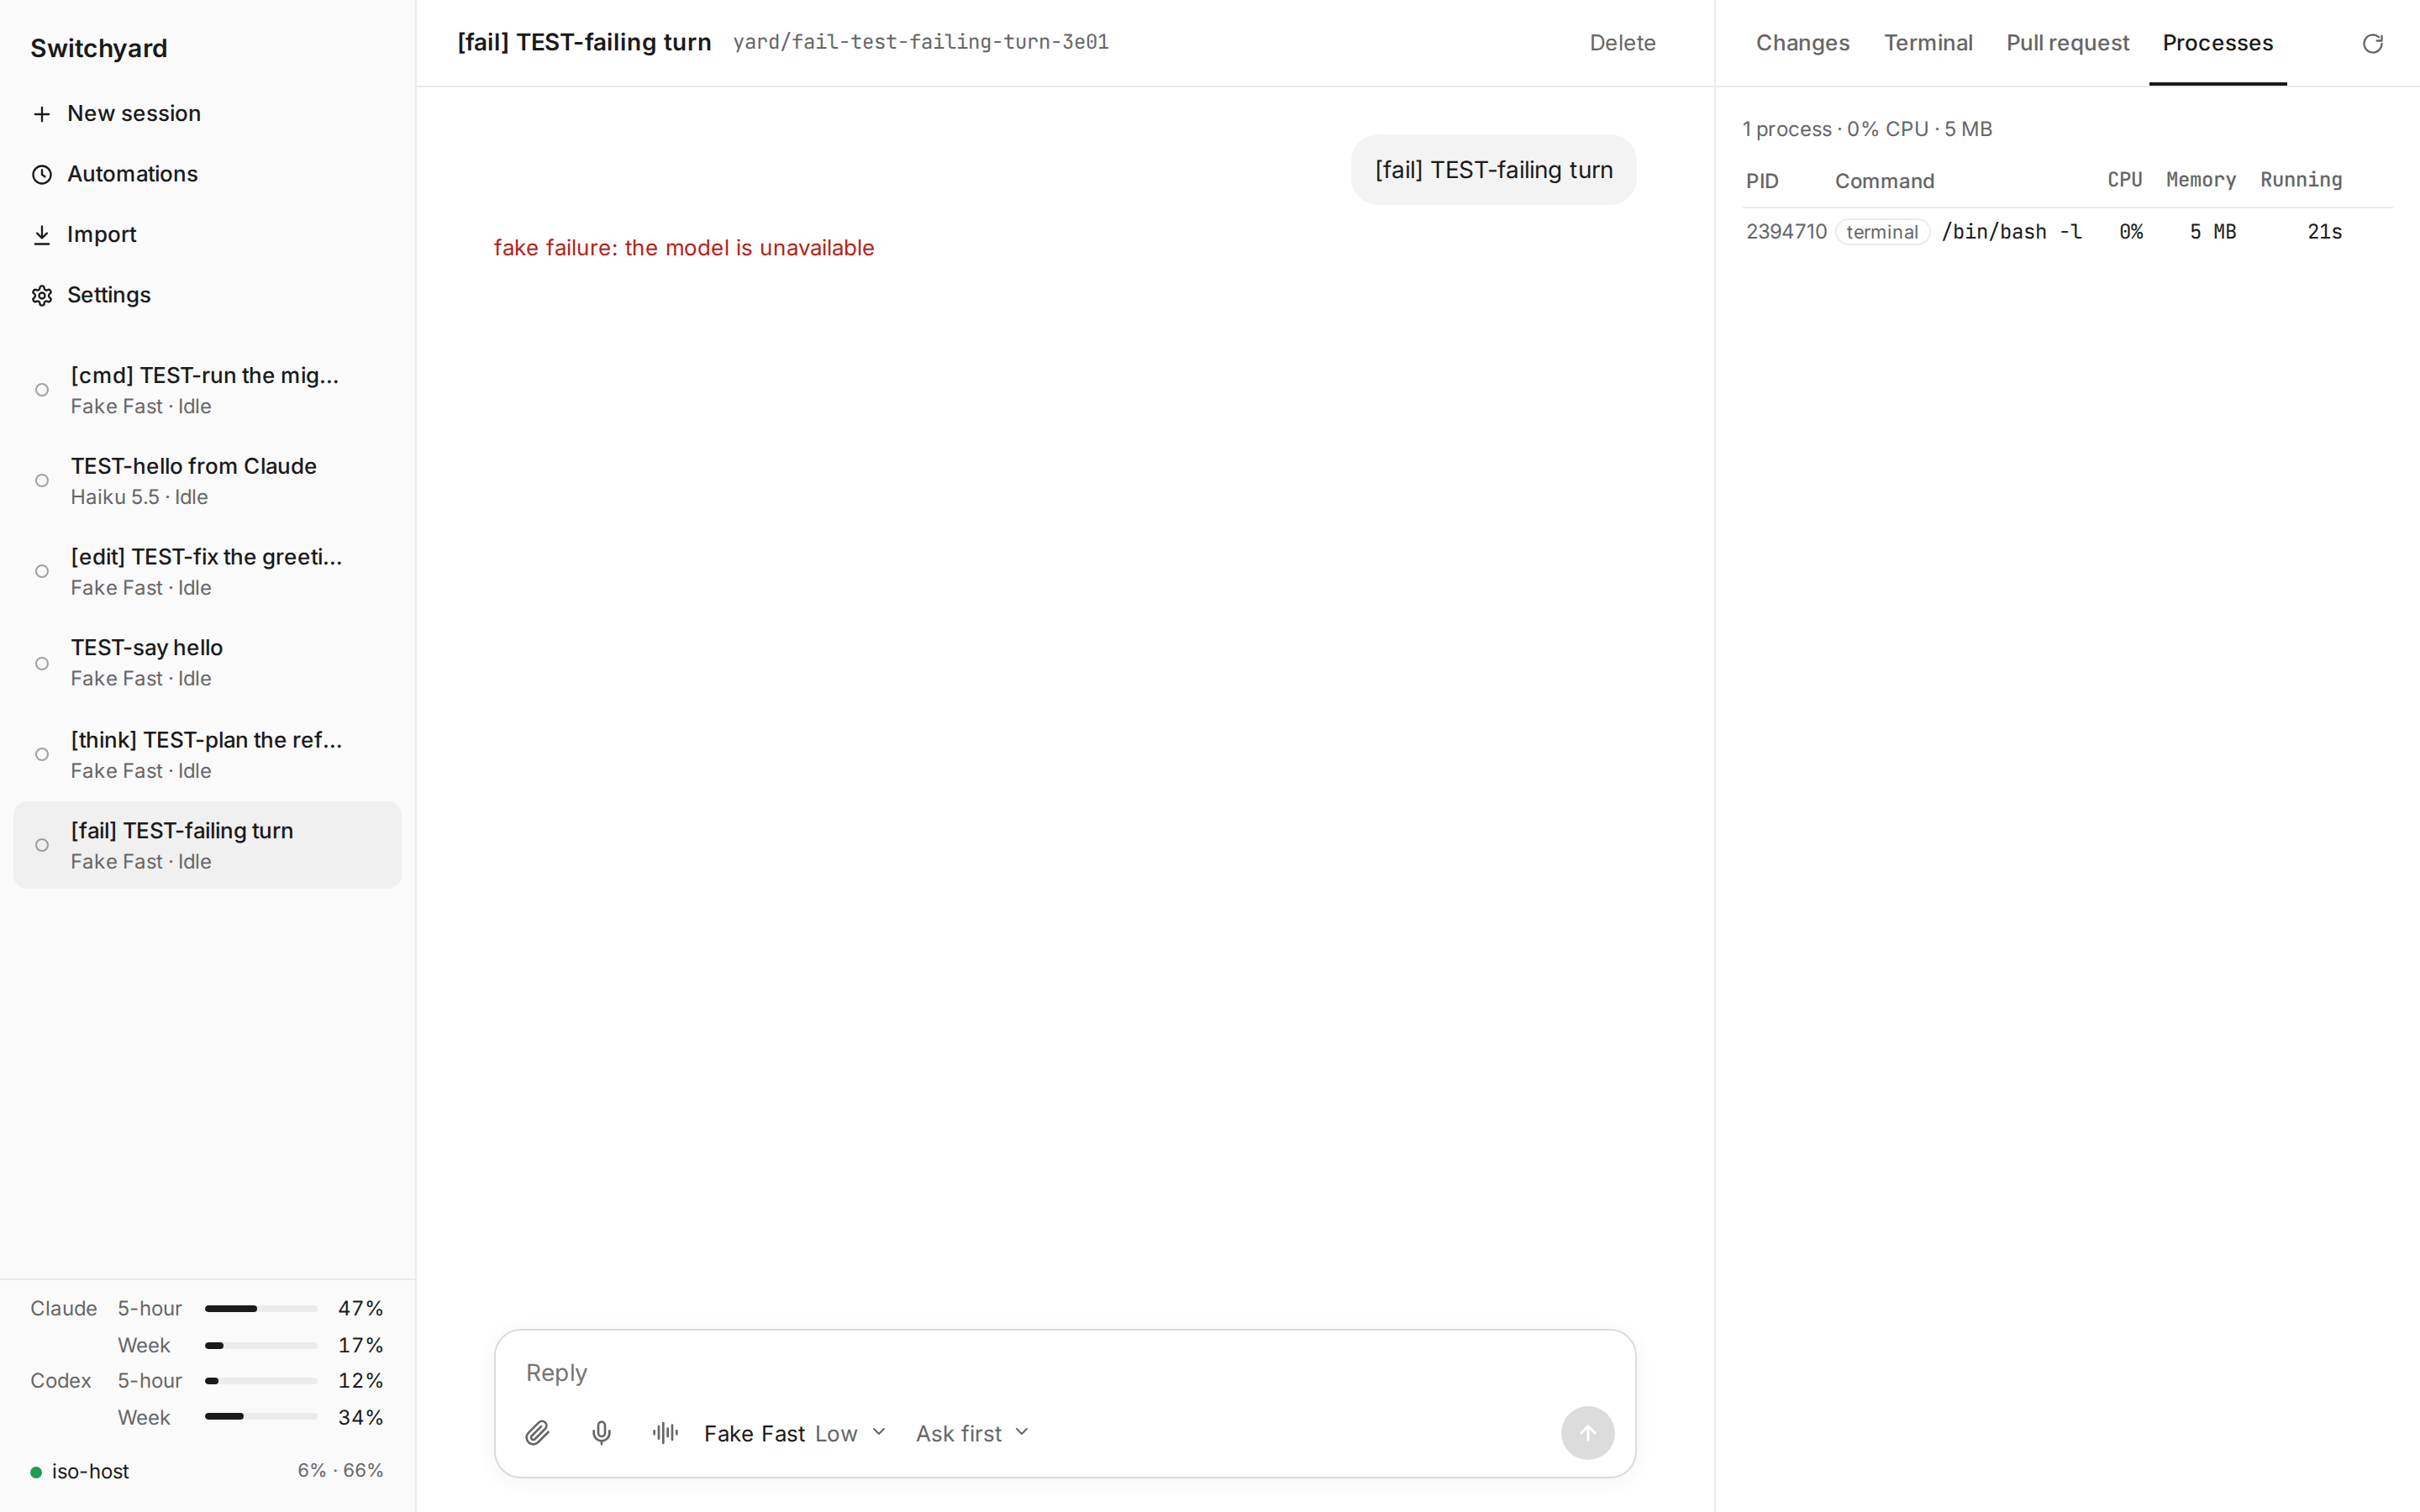 Switchyard
New session
Automations
Import
Settings
[cmd] TEST-run the mig...
Fake Fast · Idle
TEST-hello from Claude
Haiku 5.5 · Idle
[edit] TEST-fix the greeti...
Fake Fast · Idle
TEST-say hello
Fake Fast · Idle
[think] TEST-plan the ref...
Fake Fast · Idle
[fail] TEST-failing turn
Fake Fast · Idle
Claude 5-hour 47%
Week 17%
Codex 5-hour 12%
Week 34%
iso-host 6% · 66%
[fail] TEST-failing turn yard/fail-test-failing-turn-3e01 Delete
[fail] TEST-failing turn
fake failure: the model is unavailable
Reply
Fake Fast Low Ask first
Changes Terminal Pull request Processes
1 process · 0% CPU · 5 MB
PID Command CPU Memory Running
2394710 terminal /bin/bash -l 0% 5 MB 21s